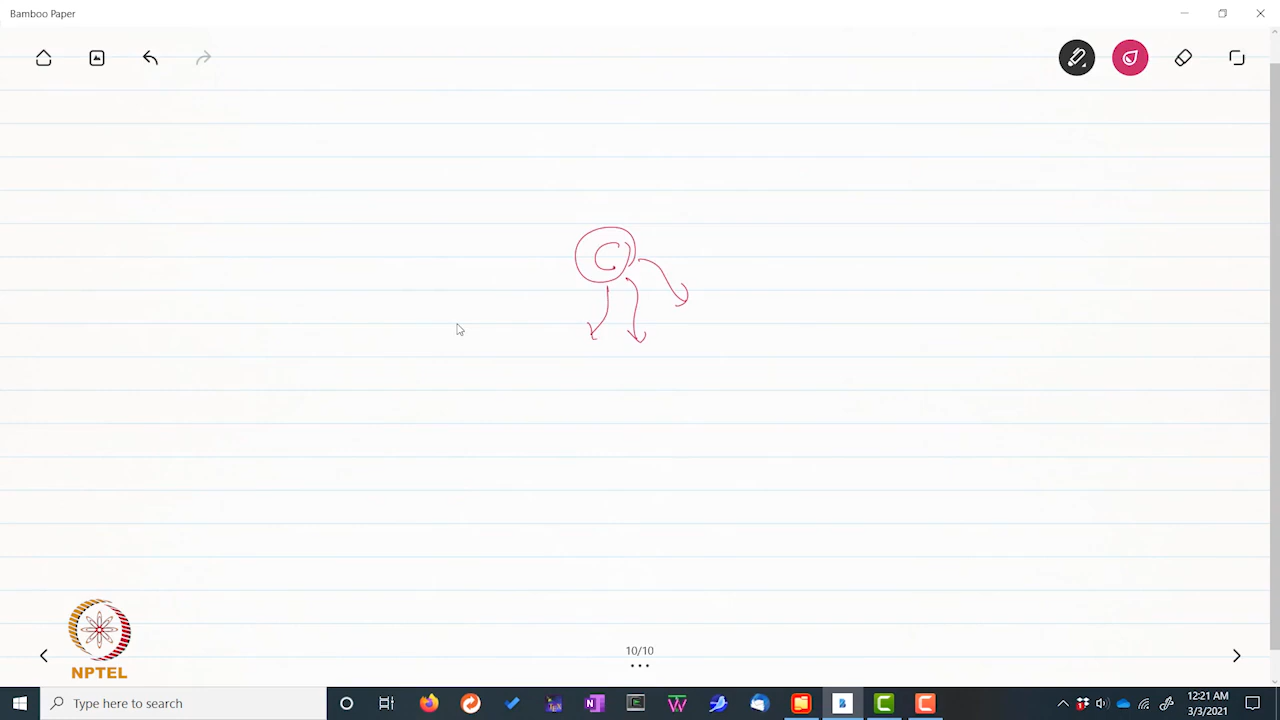 Bamboo Paper
C
NPTEL
10/10
Type here to search
12:21 AM
3/3/2021